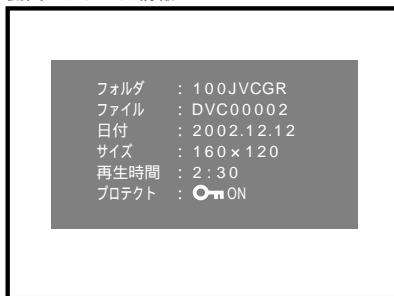 フォルダ : 100JVCGR
ファイル : DVC00002
日付 : 2002.12.12
サイズ : 160×120
再生時間 : 2:30
プロテクト : ON